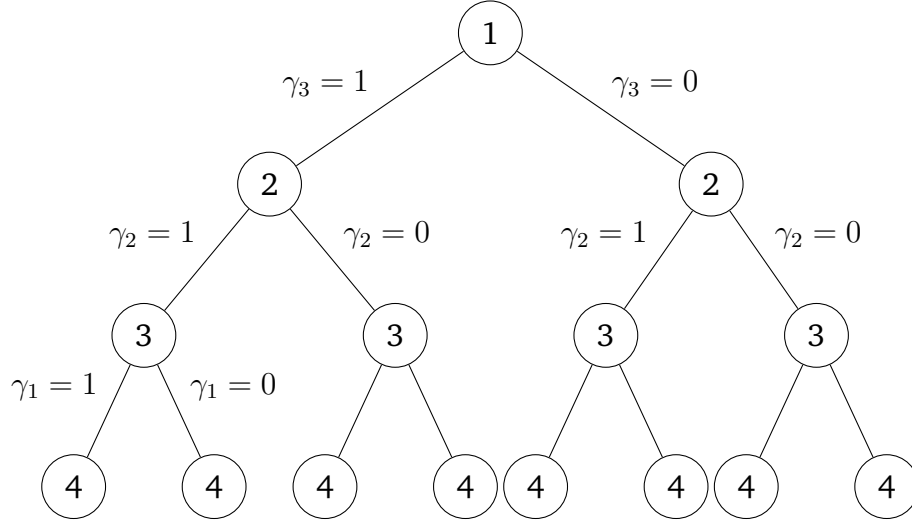 1
γ₃ = 1 γ₃ = 0
2 2
γ₂ = 1 γ₂ = 0 γ₂ = 1 γ₂ = 0
3 3 3 3
γ₁ = 1 γ₁ = 0
4 4 4 4 4 4 4 4